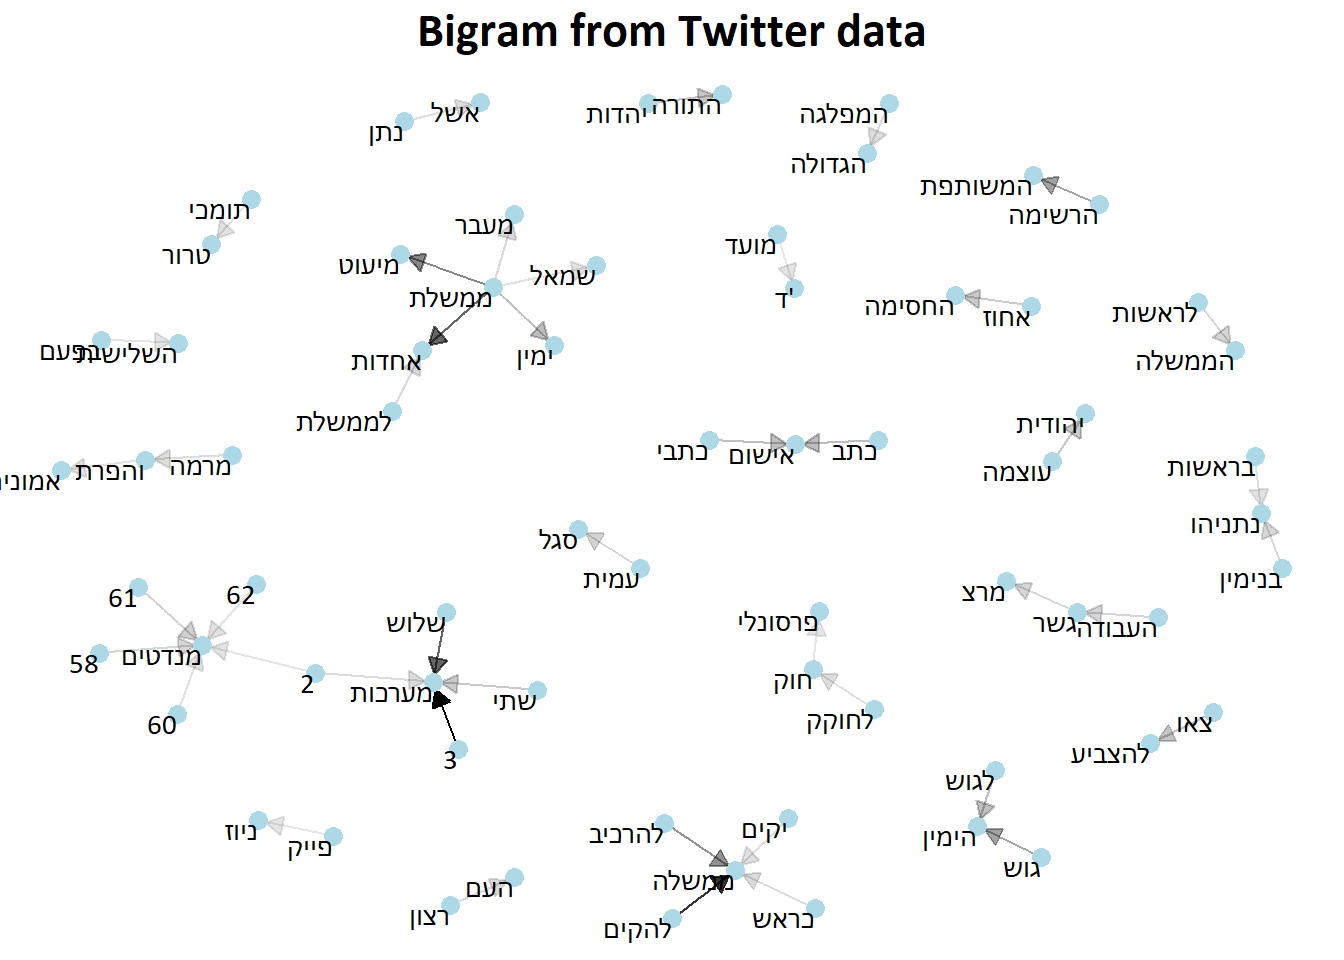 Bigram from Twitter data
אשל
נתן
התורה
יהדות
המפלגה
הגדולה
המשותפת
הרשימה
תומכי
טרור
מעבר
מיעוט
שמאל
ממשלת
אחדות
ימין
לממשלת
מועד
ד'
החסימה
אחוז
לראשות
הממשלה
בפעם
השלישית
כתבי
אישום
כתב
יהודית
עוצמה
מרמה
והפרת
בראשות
נתניהו
בנימין
סגל
עמית
61
62
58
מנדטים
60
2
שלוש
מערכות
שתי
3
פרסונלי
חוק
לחוקק
מרצ
גשר
העבודה
צאו
להצביע
לגוש
הימין
גוש
ניוז
פייק
העם
רצון
להרכיב
יקים
ממשלה
להקים
כראש